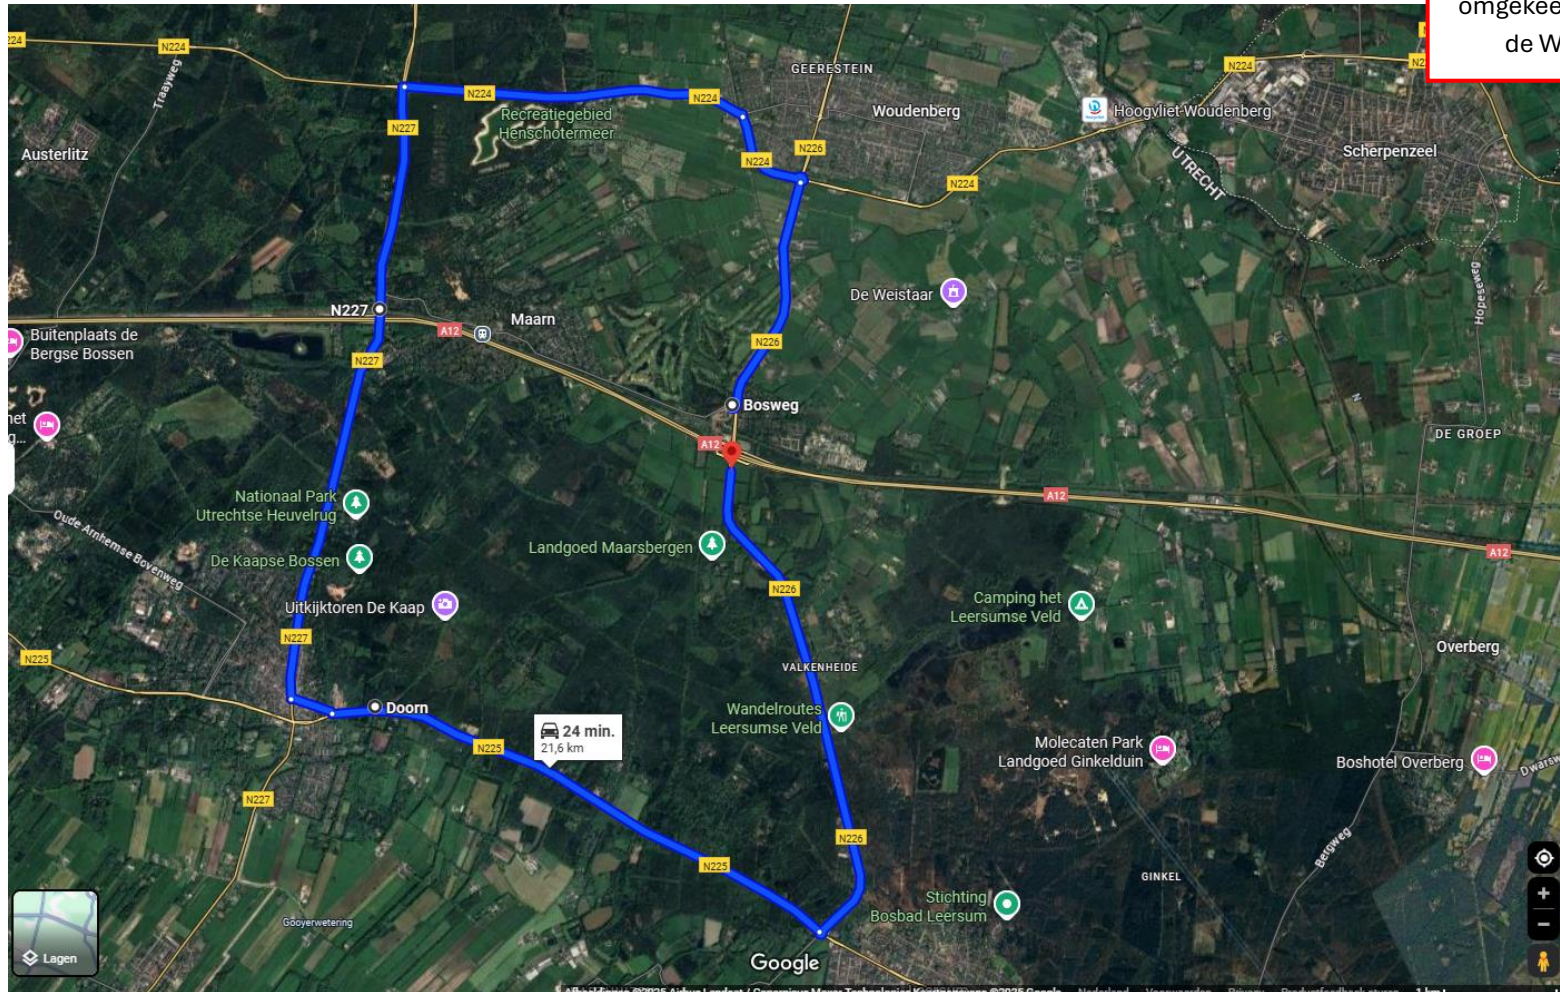 omgekee
de W
224
N224
N224
GEERESTEIN
N224
N224
Traayweg
Woudenberg
Hoogvliet Woudenberg
Recreatiegebied
Henschotermeer
N227
Austerlitz
N224
N226
Scherpenzeel
UTRECHT
N224
De Weistaar
Hopeseweg
N227
Maarn
A12
Buitenplaats de
Bergse Bossen
N227
N226
Bosweg
A12
DE GROEP
A12
A12
Nationaal Park
Utrechtse Heuvelrug
Oude Arnhemse Bovenweg
De Kaapse Bossen
Landgoed Maarsbergen
N226
Uitkijktoren De Kaap
Camping het
Leersumse Veld
N227
N225
VALKENHEIDE
Overberg
Doorn
Wandelroutes
Leersumse Veld
24 min.
21,6 km
N225
Molecaten Park
Landgoed Ginkelduin
Boshotel Overberg
N227
N226
Bergweg
N225
GINKEL
Stichting
Bosbad Leersum
Gooyerwetering
Lagen
Google